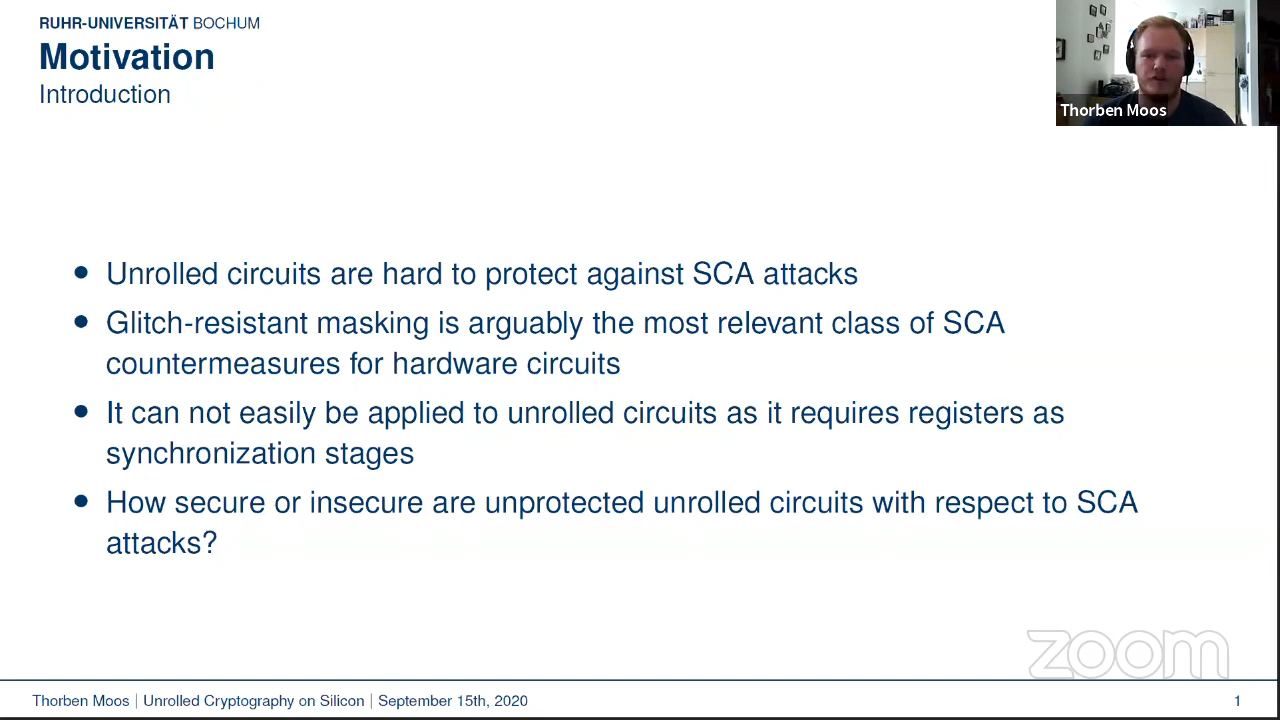 RUHR-UNIVERSITÄT BOCHUM
Motivation
Introduction
Thorben Moos
• Unrolled circuits are hard to protect against SCA attacks
• Glitch-resistant masking is arguably the most relevant class of SCA
countermeasures for hardware circuits
• It can not easily be applied to unrolled circuits as it requires registers as
synchronization stages
• How secure or insecure are unprotected unrolled circuits with respect to SCA
attacks?
zoom
Thorben Moos | Unrolled Cryptography on Silicon | September 15th, 2020
1